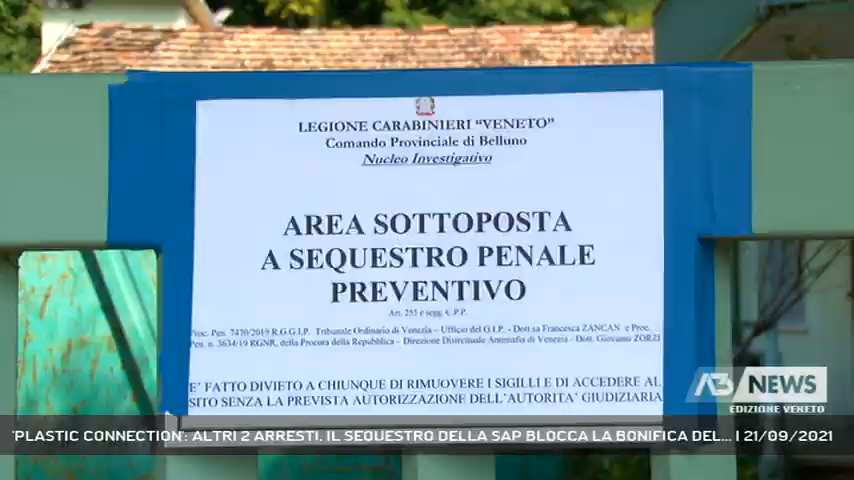 LEGIONE CARABINIERI “VENETO”
Comando Provinciale di Belluno
Nucleo Investigativo
AREA SOTTOPOSTA
A SEQUESTRO PENALE
PREVENTIVO
Art. 253 e segg. C.P.P.
Proc. Pen. 7470/2019 R.G.G.I.P. Tribunale Ordinario di Venezia – Ufficio del G.I.P. - Dott.sa Francesca ZANCAN e Proc.
Pen. n. 3634/19 RGNR, della Procura della Repubblica – Direzione Distrettuale Antimafia di Venezia – Dott. Giovanni ZORZI
E’ FATTO DIVIETO A CHIUNQUE DI RIMUOVERE I SIGILLI E DI ACCEDERE AL
SITO SENZA LA PREVISTA AUTORIZZAZIONE DELL’AUTORITA’ GIUDIZIARIA
NEWS
EDIZIONE VENETO
'PLASTIC CONNECTION': ALTRI 2 ARRESTI. IL SEQUESTRO DELLA SAP BLOCCA LA BONIFICA DEL... | 21/09/2021